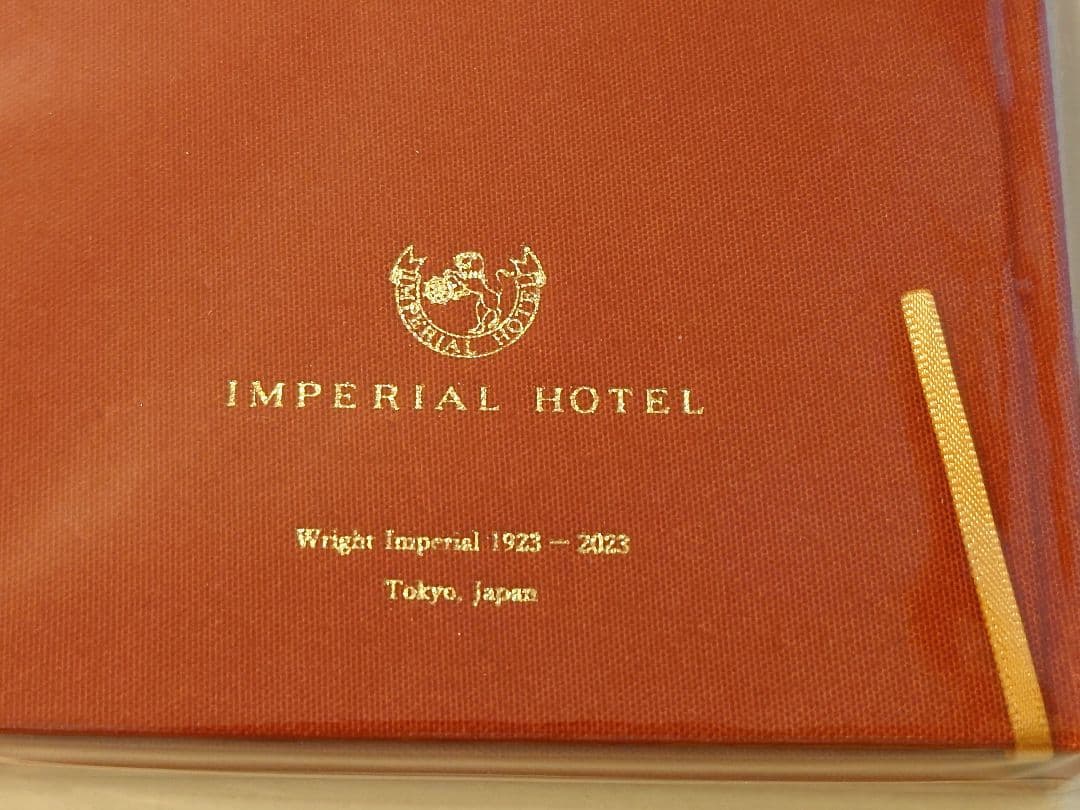 IMPERIAL HOTEL
IMPERIAL HOTEL
Wright Imperial 1923 – 2023
Tokyo, Japan